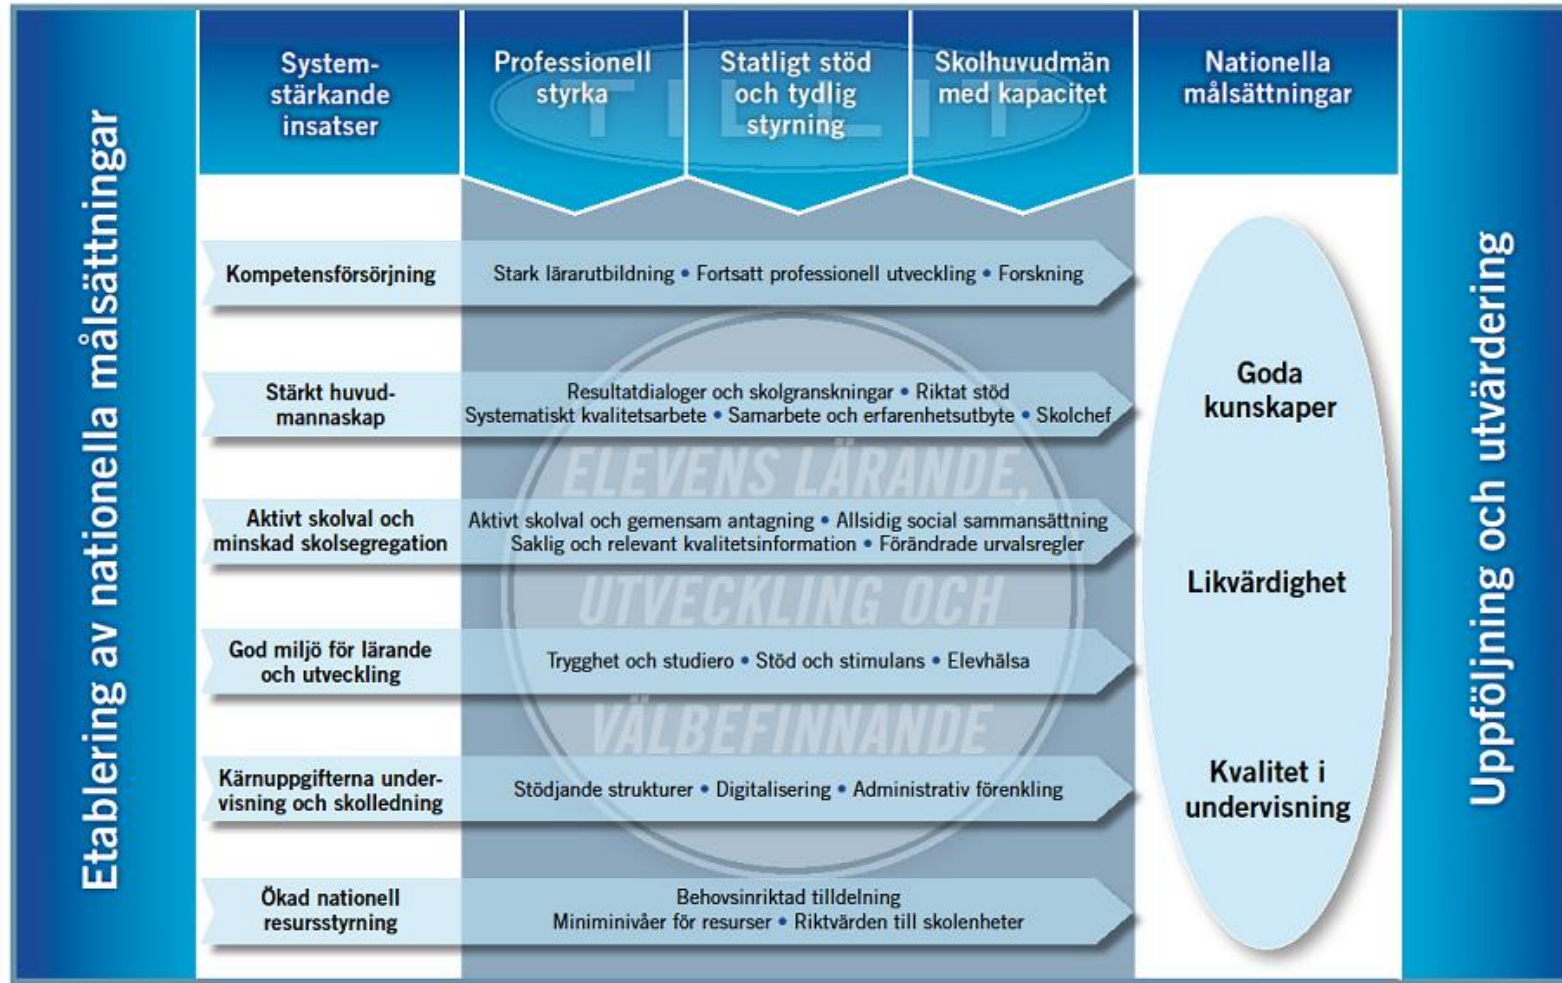 Etablering av nationella målsättningar
System-
stärkande
insatser
Professionell
styrka
Statligt stöd
och tydlig
styrning
Skolhuvudmän
med kapacitet
Nationella
målsättningar
TILLIT
Kompetensförsörjning
Stark lärarutbildning • Fortsatt professionell utveckling • Forskning
Stärkt huvud-
mannaskap
Resultatdialoger och skolgranskningar • Riktat stöd
Systematiskt kvalitetsarbete • Samarbete och erfarenhetsutbyte • Skolchef
Aktivt skolval och
minskad skolsegregation
Aktivt skolval och gemensam antagning • Allsidig social sammansättning
Saklig och relevant kvalitetsinformation • Förändrade urvalsregler
God miljö för lärande
och utveckling
Trygghet och studiero • Stöd och stimulans • Elevhälsa
Kärnuppgifterna under-
visning och skolledning
Stödjande strukturer • Digitalisering • Administrativ förenkling
Ökad nationell
resursstyrning
Behovsinriktad tilldelning
Miniminivåer för resurser • Riktvärden till skolenheter
ELEVENS LÄRANDE,
UTVECKLING OCH
VÄLBEFINNANDE
Goda
kunskaper
Likvärdighet
Kvalitet i
undervisning
Uppföljning och utvärdering